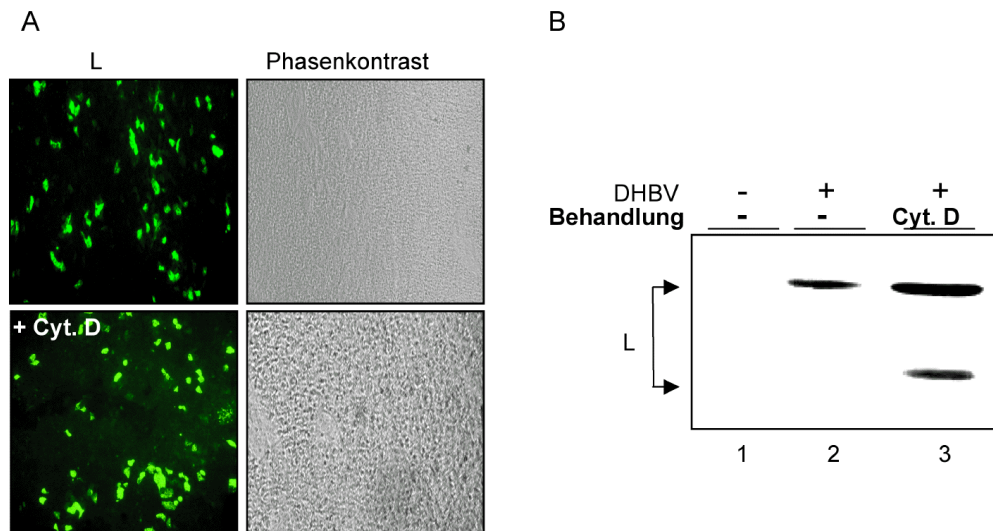 A
L Phasenkontrast
+ Cyt. D
B
DHBV - + +
Behandlung - - Cyt. D
L
1 2 3